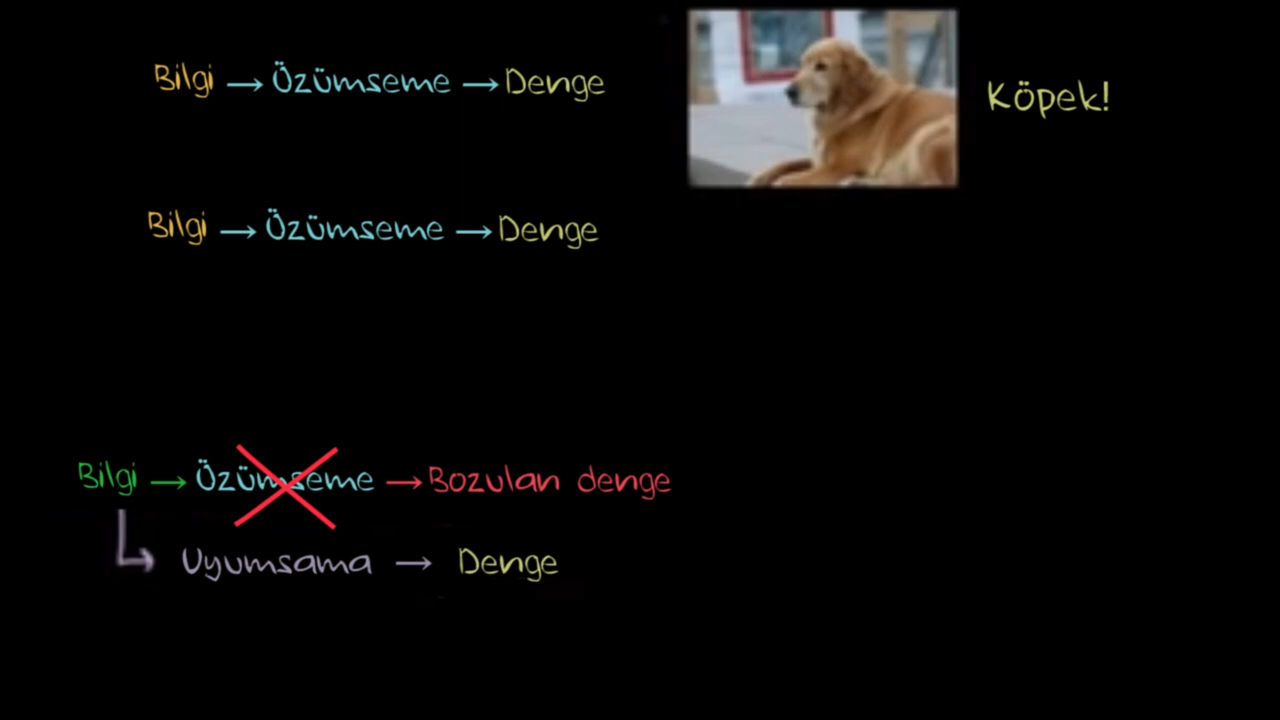 Bilgi → Özümseme → Denge
Köpek!
Bilgi → Özümseme → Denge
Bilgi → Özümseme → Bozulan denge
Uyumsama → Denge